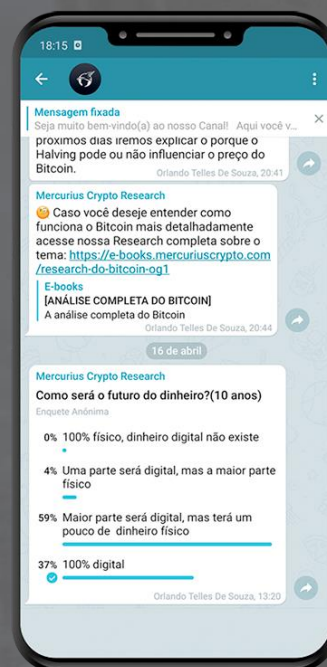 18:15
Mensagem fixada
Seja muito bem-vindo(a) ao nosso Canal! Aqui você v...
próximos dias iremos explicar o porque o
Halving pode ou não influenciar o preço do
Bitcoin.
Orlando Telles De Souza, 20:41
Mercurius Crypto Research
Caso você deseje entender como
funciona o Bitcoin mais detalhadamente
acesse nossa Research completa sobre o
tema: https://e-books.mercuriuscrypto.com
/research-do-bitcoin-og1
E-books
[ANÁLISE COMPLETA DO BITCOIN]
A análise completa do Bitcoin
Orlando Telles De Souza, 20:44
16 de abril
Mercurius Crypto Research
Como será o futuro do dinheiro?(10 anos)
Enquete Anônima
0% 100% físico, dinheiro digital não existe
4% Uma parte será digital, mas a maior parte
físico
59% Maior parte será digital, mas terá um
pouco de dinheiro físico
37% 100% digital
Orlando Telles De Souza, 13:20